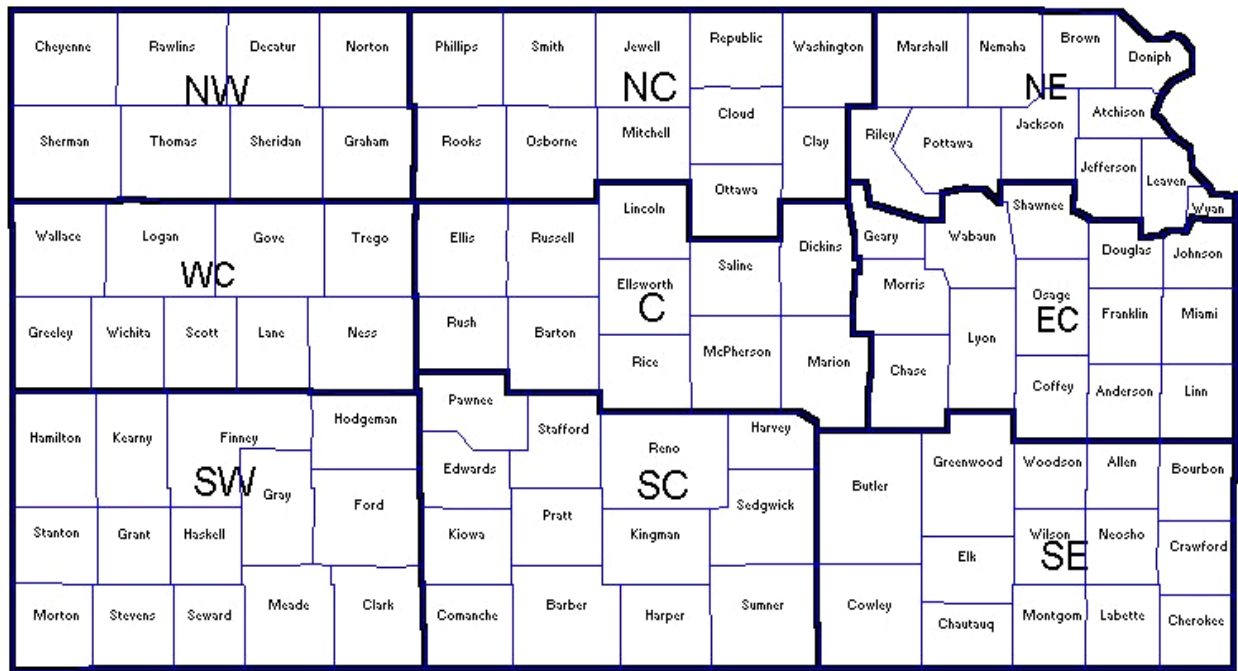 Cheyenne Rawlins Decatur Norton Phillips Smith Jewell Republic Washington Marshall Nemaha Brown Doniph
NW NC NE
Sherman Thomas Sheridan Graham Rooks Osborne Mitchell Cloud Clay Riley Pottawa Jackson Atchison
Ottawa Jefferson Leaven
Wyan
Wallace Logan Gove Trego Ellis Russell Lincoln Saline Dickins Geary Wabaun Shawnee Douglas Johnson
WC C EC
Greeley Wichita Scott Lane Ness Rush Barton Ellsworth Rice McPherson Marion Morris Chase Lyon Osage Franklin Miami
Coffey Anderson Linn
Hamilton Kearny Finney Hodgeman Pawnee Stafford Reno Harvey Butler Greenwood Woodson Allen Bourbon
SW SC SE
Gray Ford Edwards Sedgwick
Stanton Grant Haskell Kiowa Pratt Kingman Elk Wilson Neosho Crawford
Morton Stevens Seward Meade Clark Comanche Barber Harper Sumner Cowley Chautauq Montgom Labette Cherokee